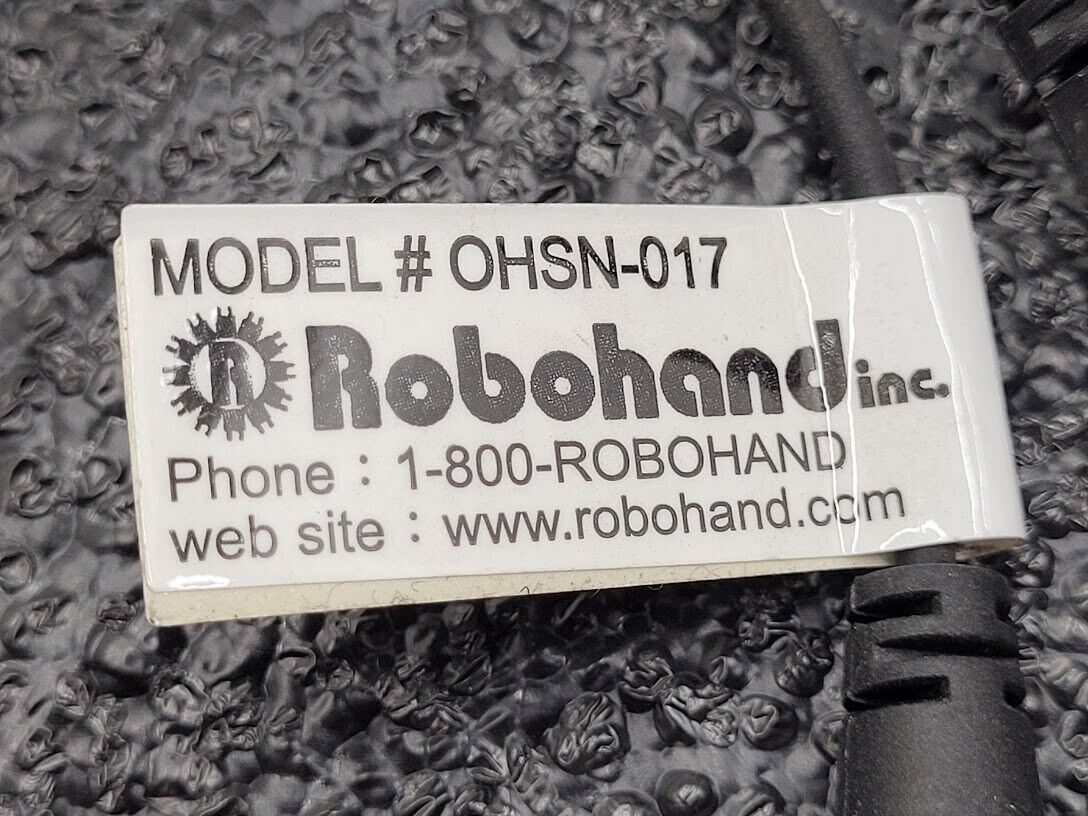 MODEL # OHSN-017
R Robohand inc.
Phone : 1-800-ROBOHAND
web site : www.robohand.com